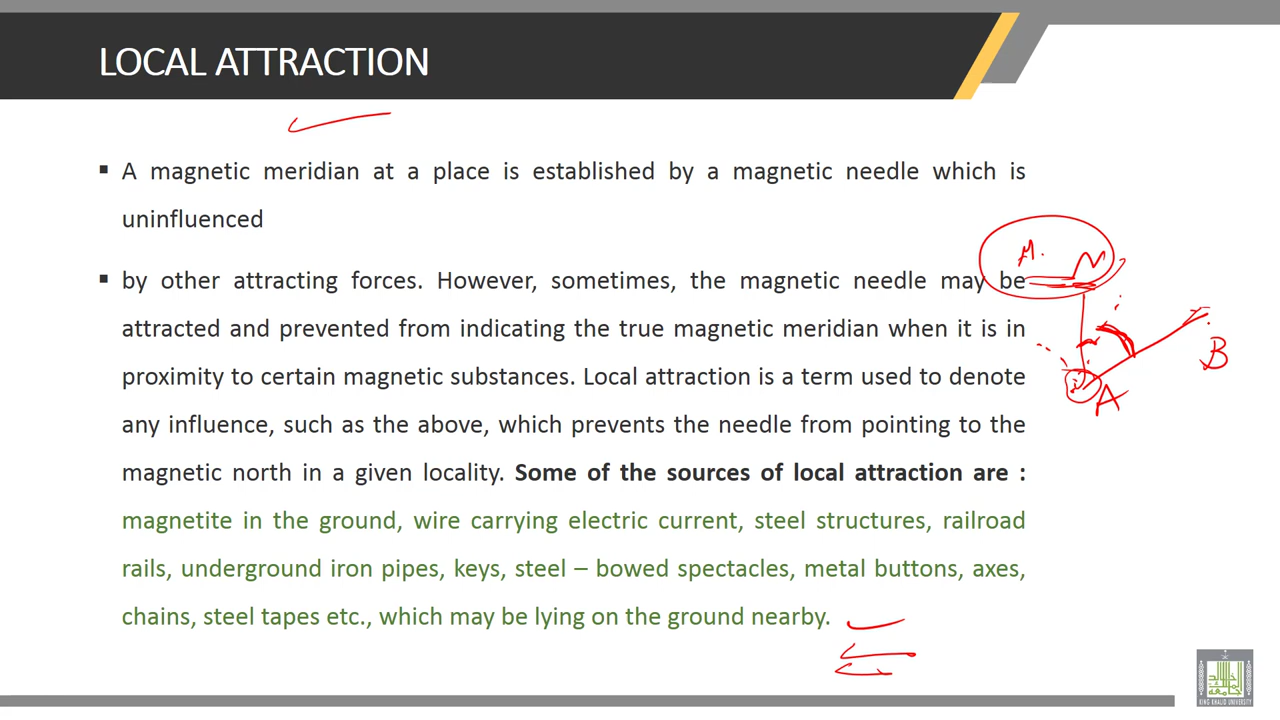 LOCAL ATTRACTION
▪ A magnetic meridian at a place is established by a magnetic needle which is
uninfluenced
▪ by other attracting forces. However, sometimes, the magnetic needle may be
attracted and prevented from indicating the true magnetic meridian when it is in
proximity to certain magnetic substances. Local attraction is a term used to denote
any influence, such as the above, which prevents the needle from pointing to the
magnetic north in a given locality. Some of the sources of local attraction are :
magnetite in the ground, wire carrying electric current, steel structures, railroad
rails, underground iron pipes, keys, steel – bowed spectacles, metal buttons, axes,
chains, steel tapes etc., which may be lying on the ground nearby.
M. N
B
A
KING KHALID UNIVERSITY